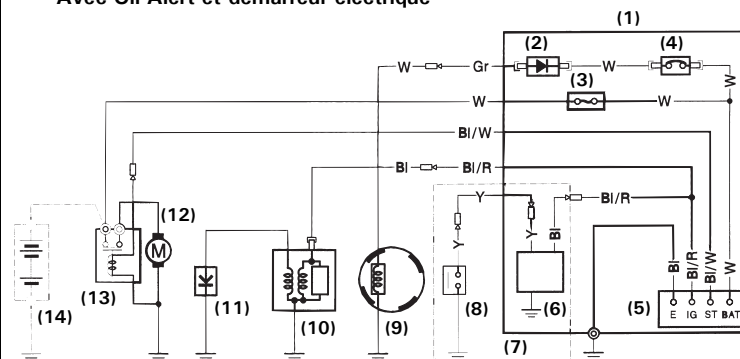 Avec Oil Alert et démarreur électrique
(1)
(2)
(4)
W
Gr
W
(3)
W
W
W
Bl/W
Bl
Bl/R
Y
Bl/R
(12)
M
Y
Y
Bl
Bl
Bl/R
Bl/W
W
(13)
(11)
(8)
(5)
E IG ST BAT
(14)
(10)
(9)
(6)
(7)